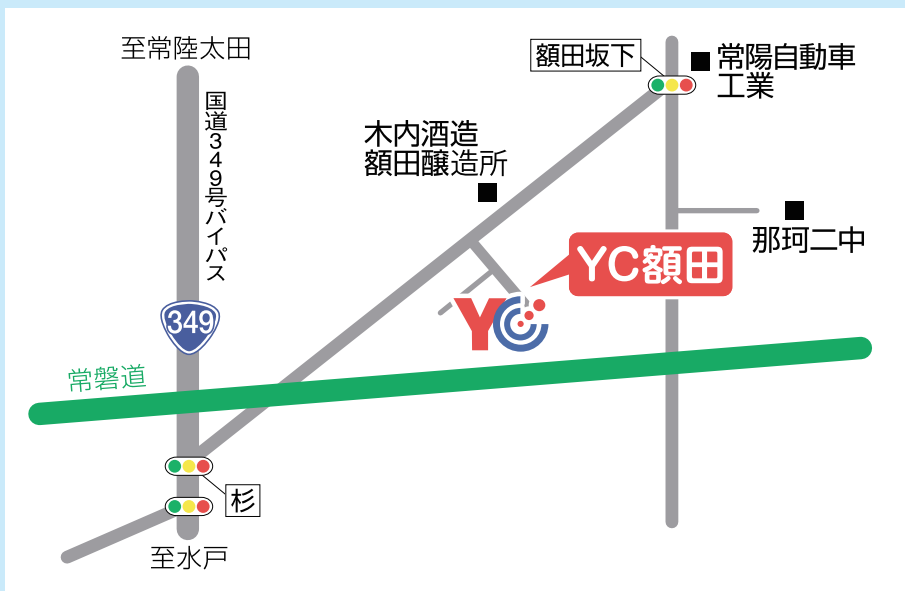 至常陸太田
額田坂下
常陽自動車
工業
国道349号バイパス
木内酒造
額田醸造所
那珂二中
YC額田
YC
349
常磐道
杉
至水戸